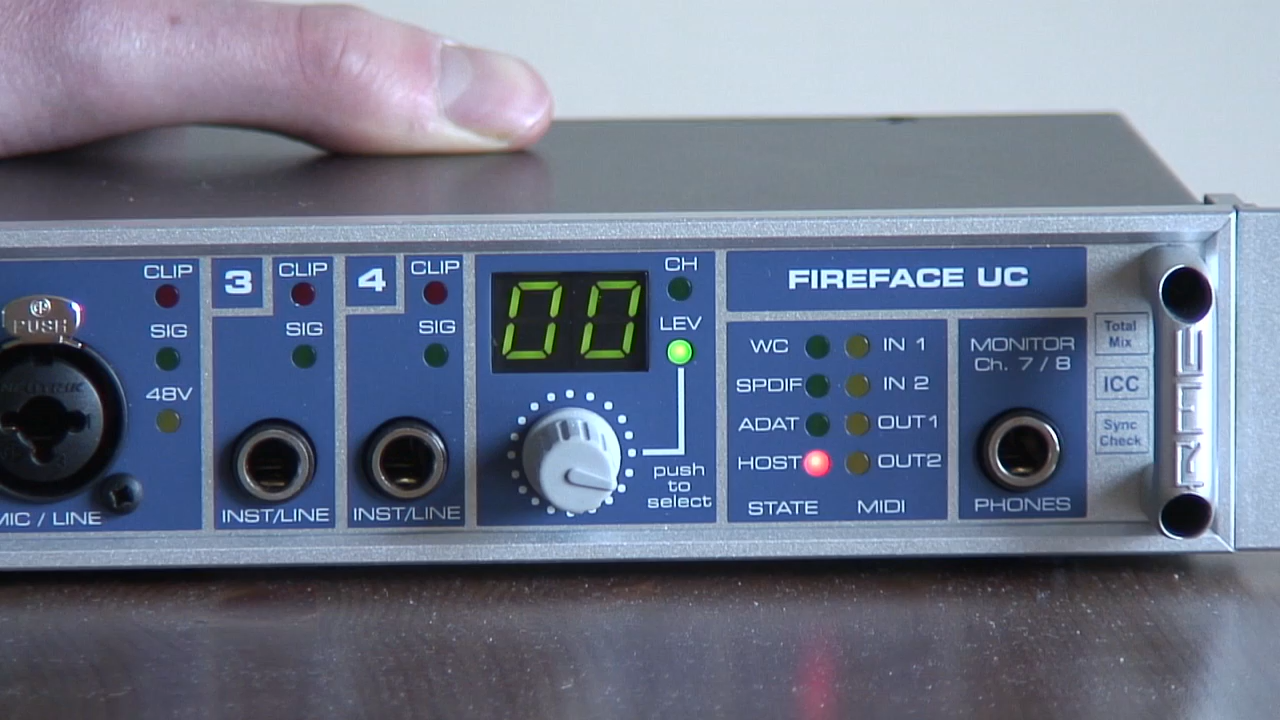 CLIP
PUSH
SIG
48V
MIC / LINE
3
CLIP
SIG
INST/LINE
4
CLIP
SIG
INST/LINE
00
CH
LEV
push
to
select
FIREFACE UC
WC
SPDIF
ADAT
HOST
STATE
IN 1
IN 2
OUT1
OUT2
MIDI
MONITOR
Ch. 7 / 8
PHONES
Total
Mix
ICC
Sync
Check
RME